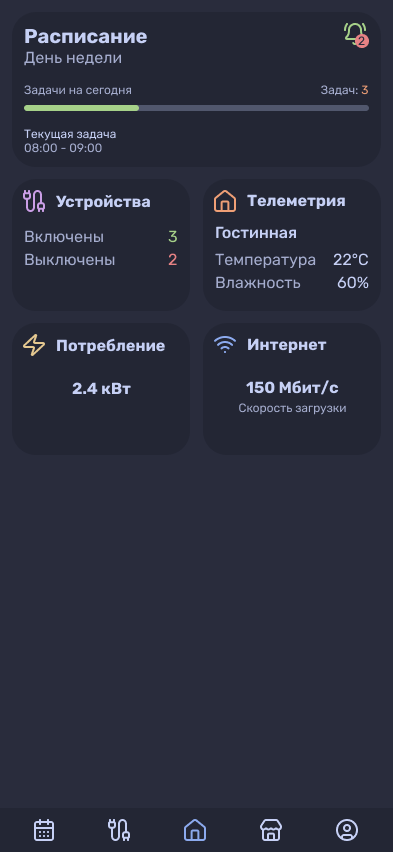 Расписание
2
День недели
Задачи на сегодня
Задач: 3
Текущая задача
08:00 - 09:00
Устройства
Включены 3
Выключены 2
Телеметрия
Гостинная
Температура 22°C
Влажность 60%
Потребление
2.4 кВт
Интернет
150 Мбит/с
Скорость загрузки